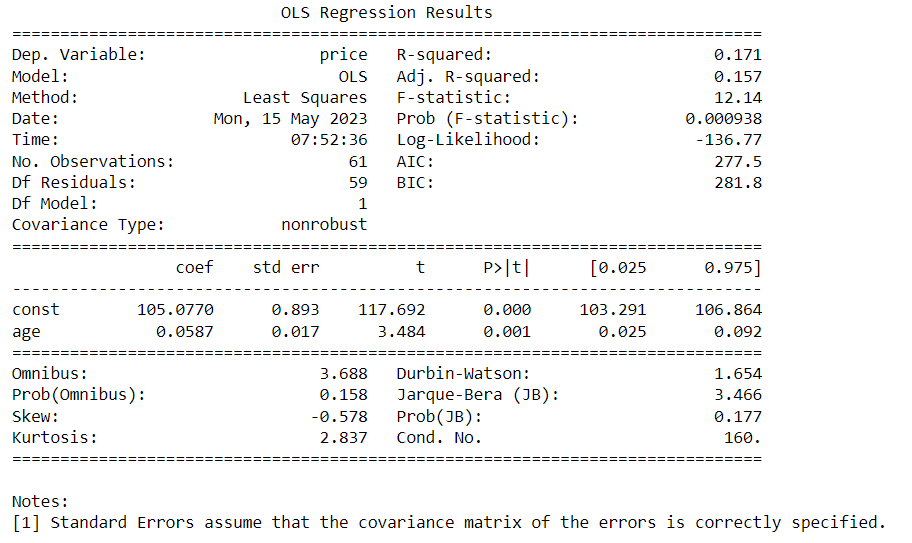 OLS Regression Results
==============================================================================
Dep. Variable:                  price   R-squared:                       0.171
Model:                            OLS   Adj. R-squared:                  0.157
Method:                 Least Squares   F-statistic:                     12.14
Date:                Mon, 15 May 2023   Prob (F-statistic):           0.000938
Time:                        07:52:36   Log-Likelihood:                -136.77
No. Observations:                  61   AIC:                             277.5
Df Residuals:                      59   BIC:                             281.8
Df Model:                           1
Covariance Type:            nonrobust
==============================================================================
                 coef    std err          t      P>|t|      [0.025      0.975]
------------------------------------------------------------------------------
const        105.0770      0.893    117.692      0.000     103.291     106.864
age            0.0587      0.017      3.484      0.001       0.025       0.092
==============================================================================
Omnibus:                        3.688   Durbin-Watson:                   1.654
Prob(Omnibus):                  0.158   Jarque-Bera (JB):                3.466
Skew:                          -0.578   Prob(JB):                        0.177
Kurtosis:                       2.837   Cond. No.                         160.
==============================================================================

Notes:
[1] Standard Errors assume that the covariance matrix of the errors is correctly specified.